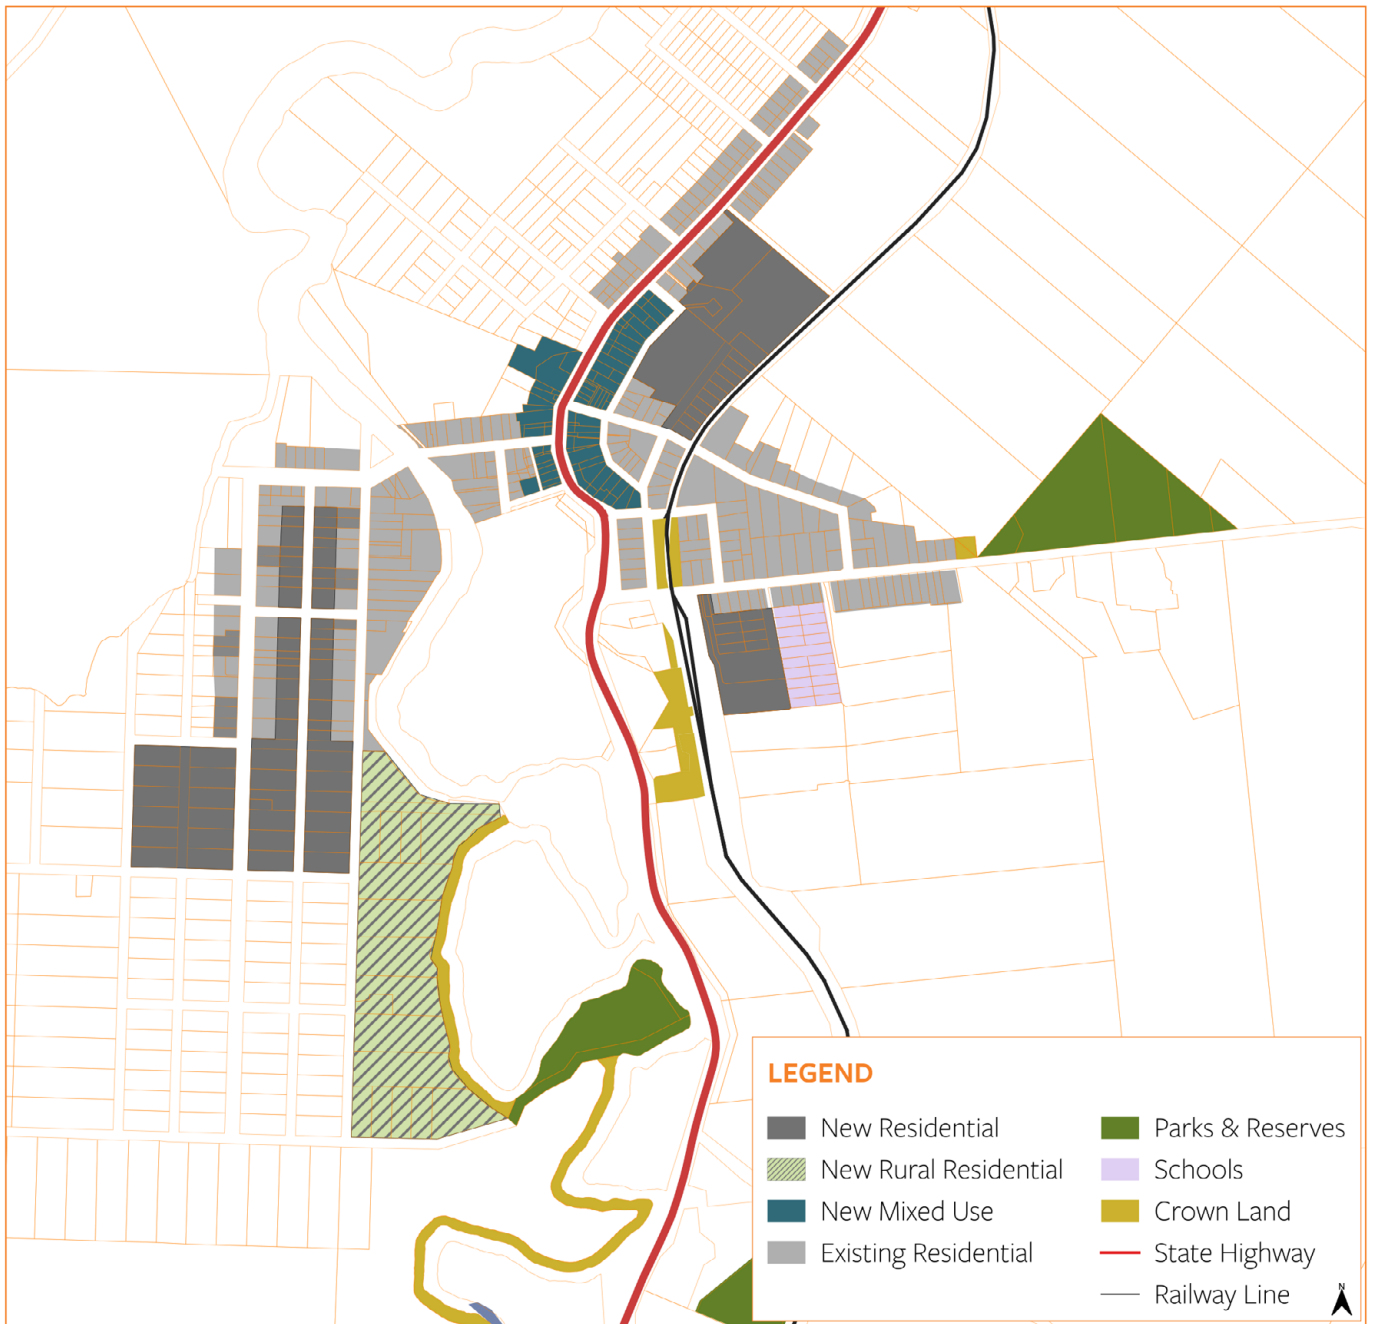 LEGEND
New Residential
New Rural Residential
New Mixed Use
Existing Residential
Parks & Reserves
Schools
Crown Land
State Highway
Railway Line
N